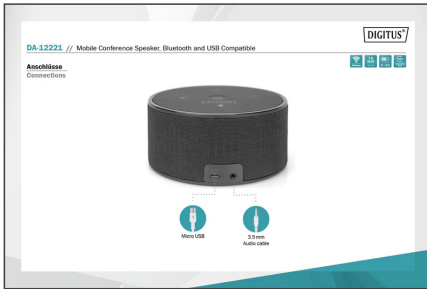 DIGITUS®
DA-12221 // Mobile Conference Speaker, Bluetooth and USB Compatible
Anschlüsse
Connections
Micro USB
3.5 mm
Audio cable